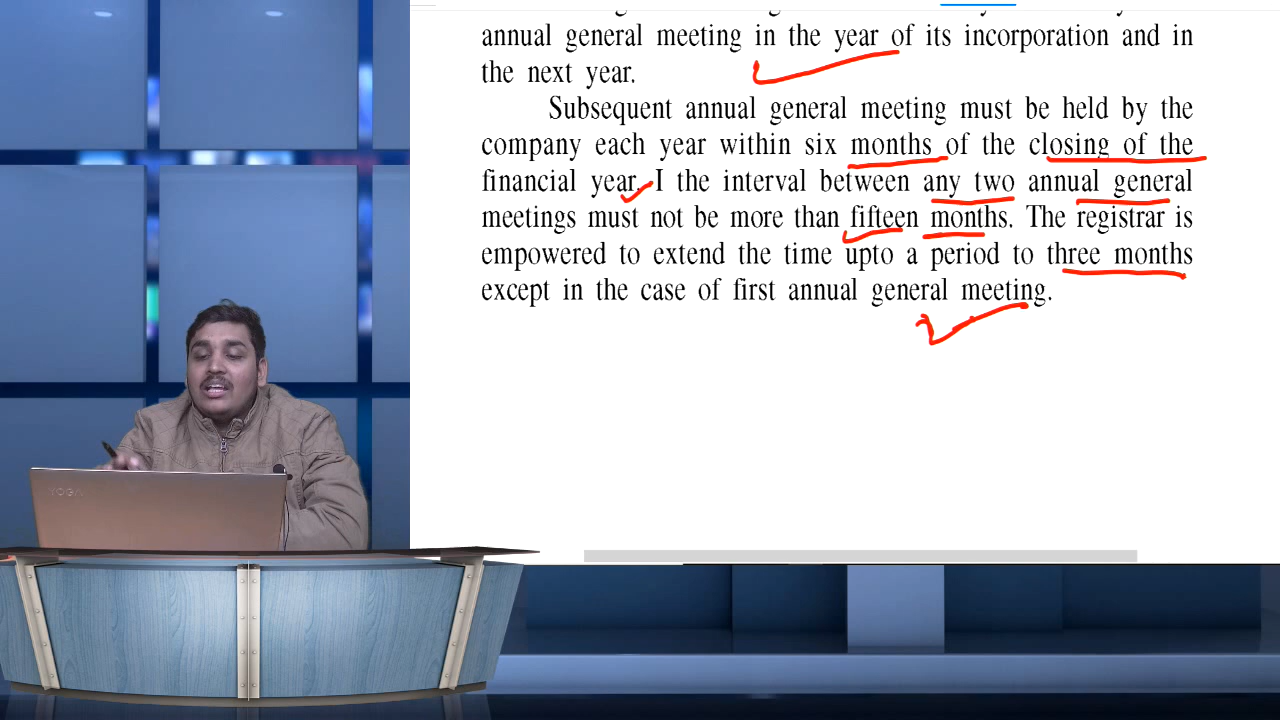 annual general meeting in the year of its incorporation and in
the next year.
Subsequent annual general meeting must be held by the
company each year within six months of the closing of the
financial year. I the interval between any two annual general
meetings must not be more than fifteen months. The registrar is
empowered to extend the time upto a period to three months
except in the case of first annual general meeting.
YOGA